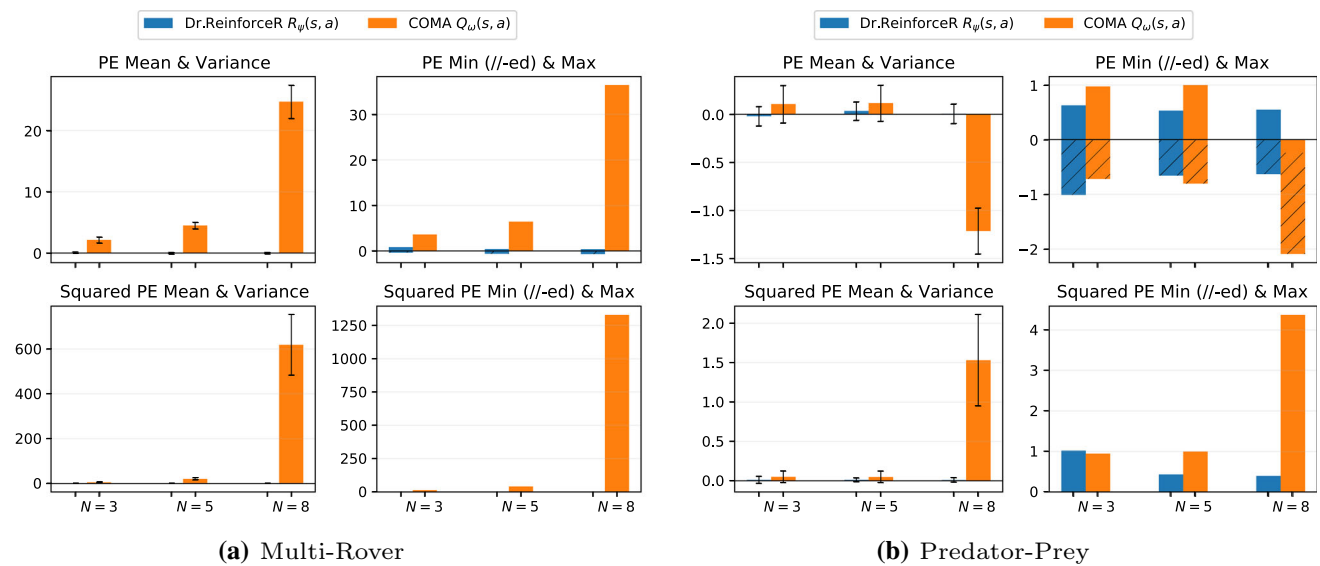 Dr.ReinforceR Rψ(s, a) COMA Qω(s, a)
PE Mean & Variance
20
10
0
PE Min (//-ed) & Max
30
20
10
0
Squared PE Mean & Variance
600
400
200
0
N = 3 N = 5 N = 8
Squared PE Min (//-ed) & Max
1250
1000
750
500
250
0
N = 3 N = 5 N = 8
(a) Multi-Rover
Dr.ReinforceR Rψ(s, a) COMA Qω(s, a)
PE Mean & Variance
0.0
−0.5
−1.0
−1.5
PE Min (//-ed) & Max
1
0
−1
−2
Squared PE Mean & Variance
2.0
1.5
1.0
0.5
0.0
N = 3 N = 5 N = 8
Squared PE Min (//-ed) & Max
4
3
2
1
0
N = 3 N = 5 N = 8
(b) Predator-Prey